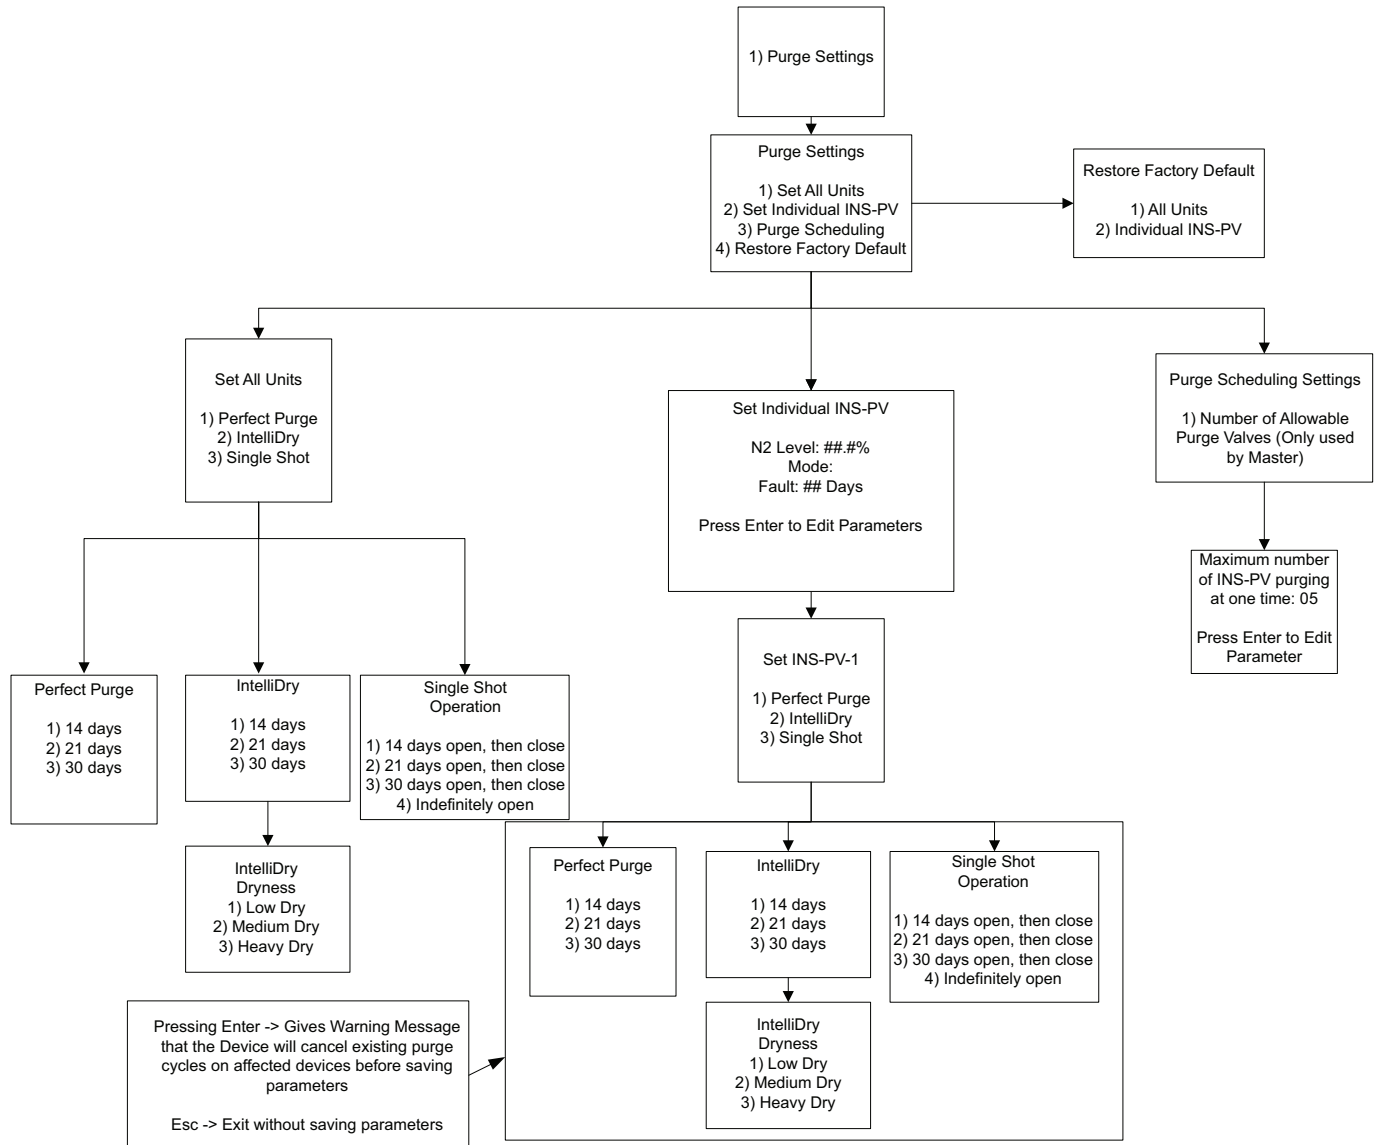 1) Purge Settings
Purge Settings
1) Set All Units
2) Set Individual INS-PV
3) Purge Scheduling
4) Restore Factory Default
Restore Factory Default
1) All Units
2) Individual INS-PV
Set All Units
1) Perfect Purge
2) IntelliDry
3) Single Shot
Set Individual INS-PV
N2 Level: ##.#%
Mode:
Fault: ## Days
Press Enter to Edit Parameters
Purge Scheduling Settings
1) Number of Allowable
Purge Valves (Only used
by Master)
Maximum number
of INS-PV purging
at one time: 05
Press Enter to Edit
Parameter
Set INS-PV-1
1) Perfect Purge
2) IntelliDry
3) Single Shot
Perfect Purge
1) 14 days
2) 21 days
3) 30 days
IntelliDry
1) 14 days
2) 21 days
3) 30 days
Single Shot
Operation
1) 14 days open, then close
2) 21 days open, then close
3) 30 days open, then close
4) Indefinitely open
IntelliDry
Dryness
1) Low Dry
2) Medium Dry
3) Heavy Dry
Perfect Purge
1) 14 days
2) 21 days
3) 30 days
IntelliDry
1) 14 days
2) 21 days
3) 30 days
Single Shot
Operation
1) 14 days open, then close
2) 21 days open, then close
3) 30 days open, then close
4) Indefinitely open
IntelliDry
Dryness
1) Low Dry
2) Medium Dry
3) Heavy Dry
Pressing Enter -> Gives Warning Message
that the Device will cancel existing purge
cycles on affected devices before saving
parameters
Esc -> Exit without saving parameters